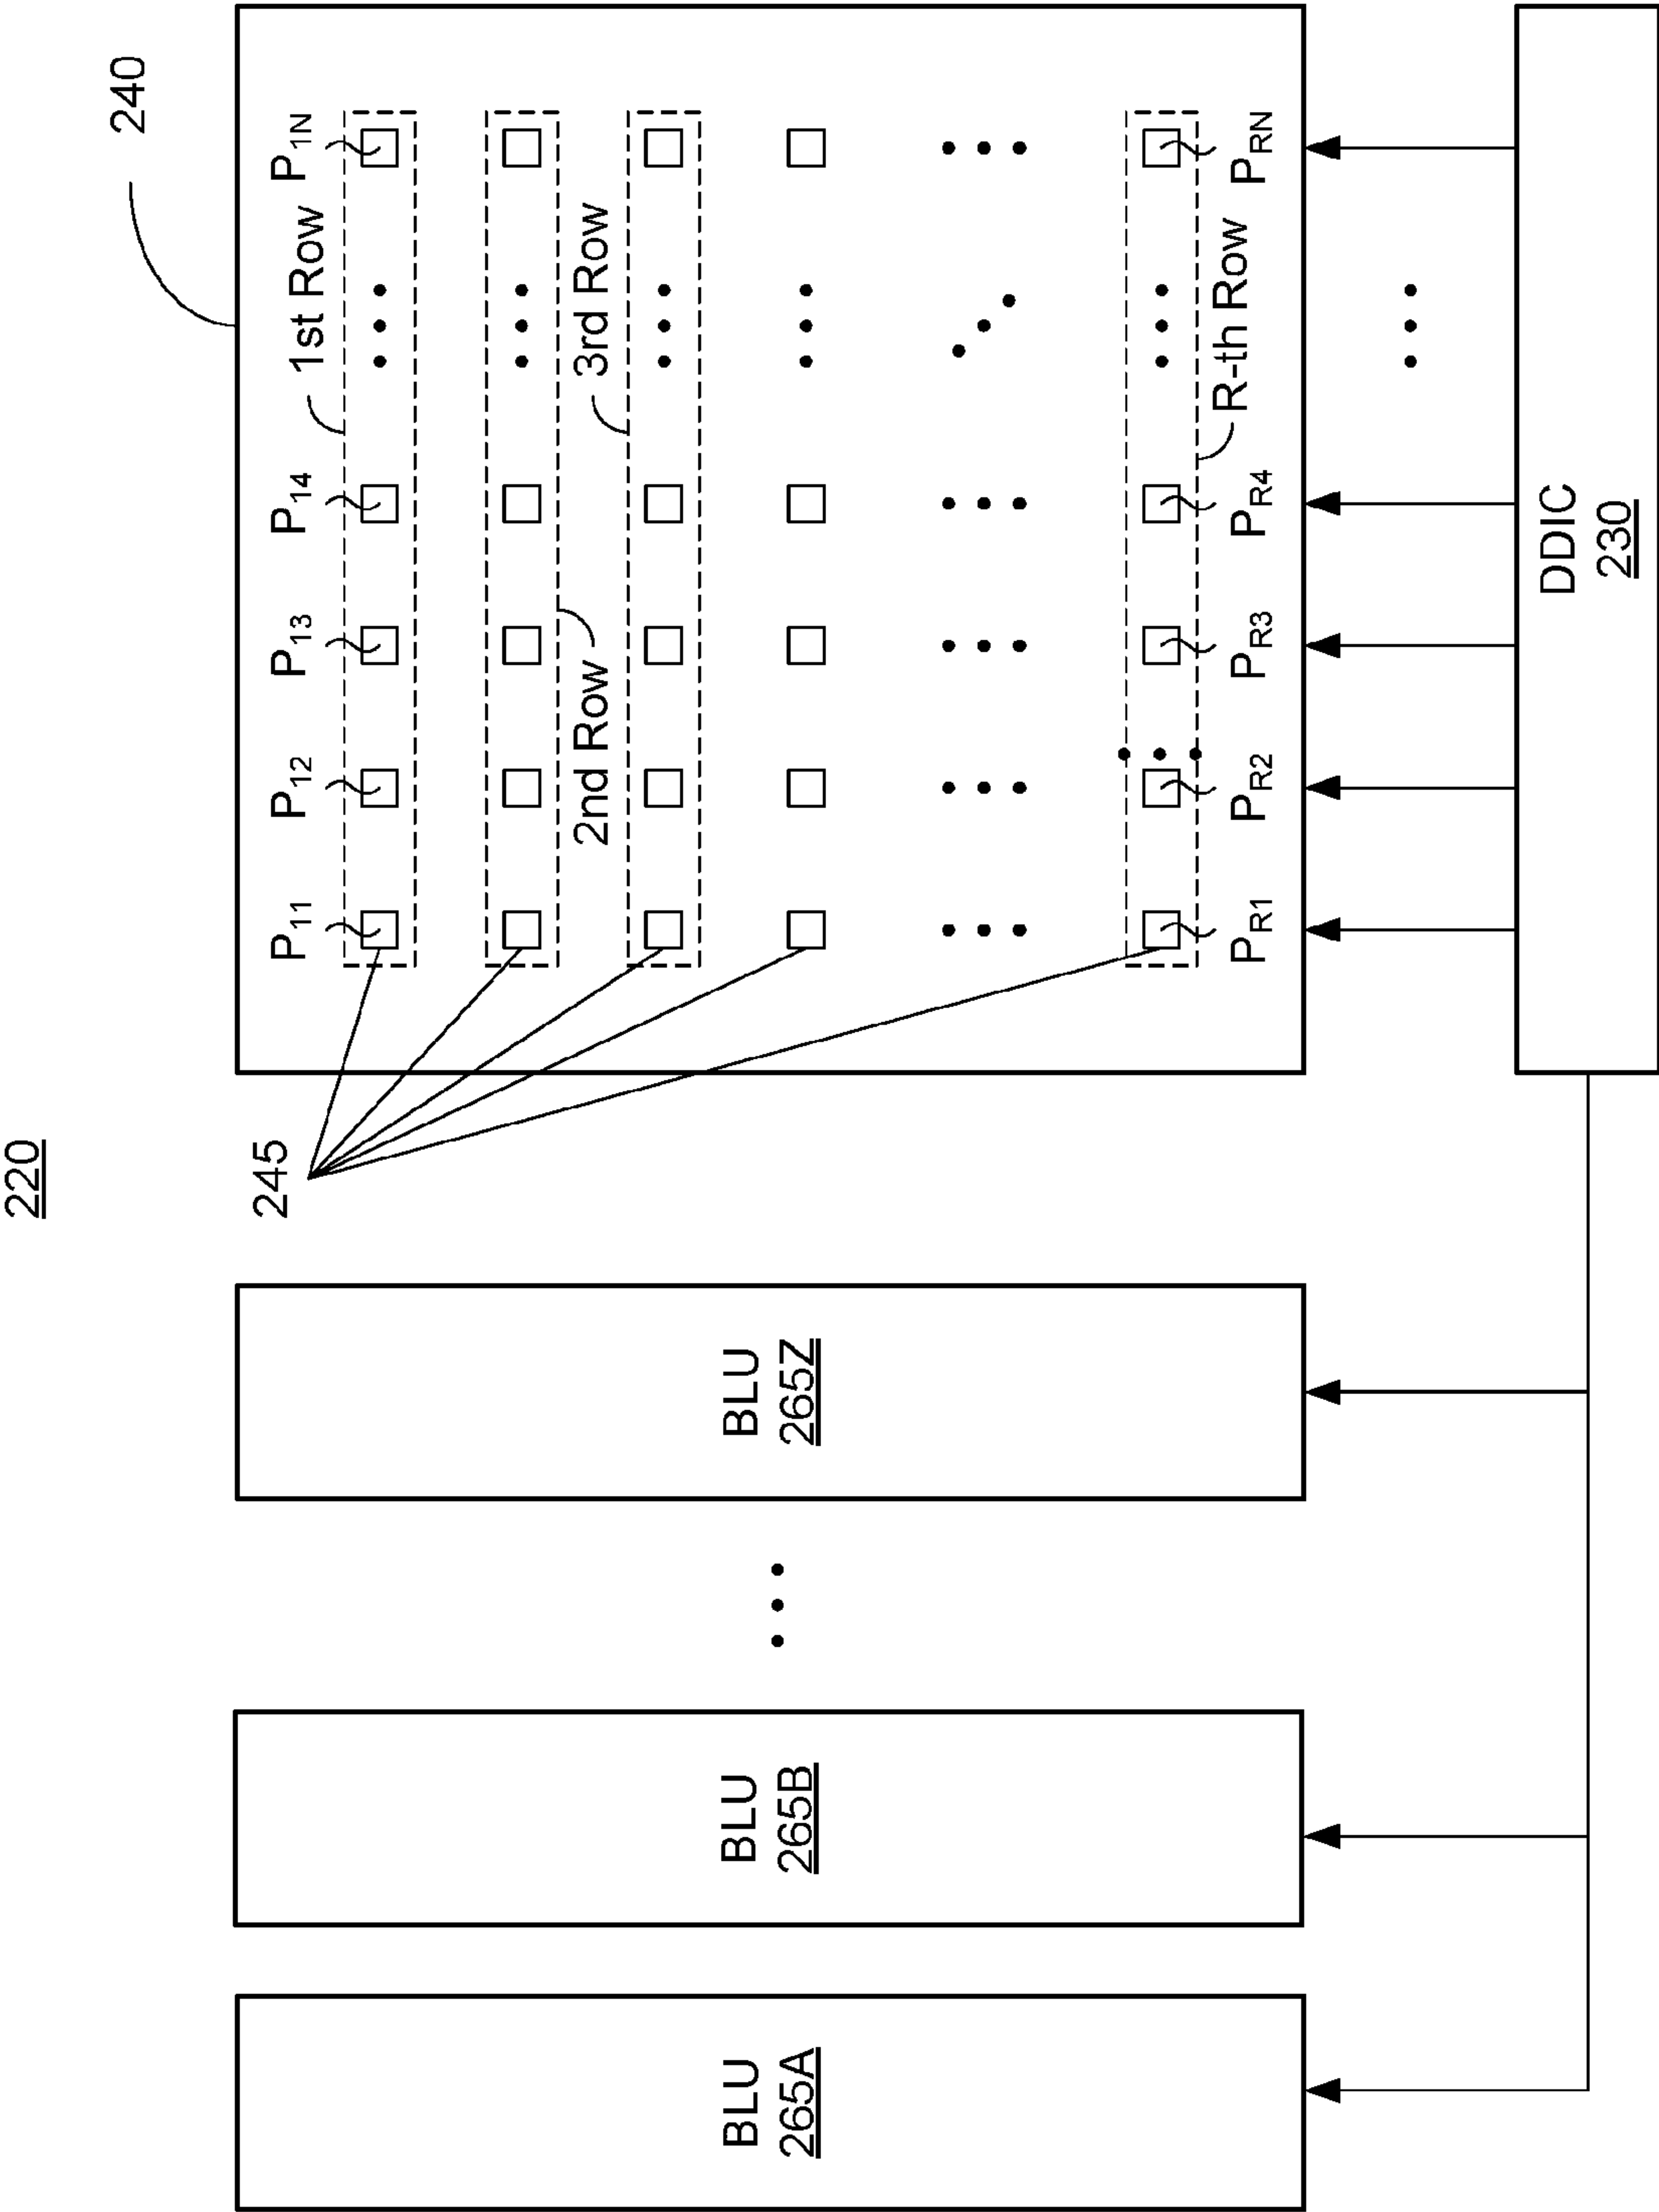 220
240
P11 P12 P13 P14 P1N
1st Row
2nd Row
3rd Row
R-th Row
PR1 PR2 PR3 PR4 PRN
245
BLU
265A
BLU
265B
BLU
265Z
DDIC
230